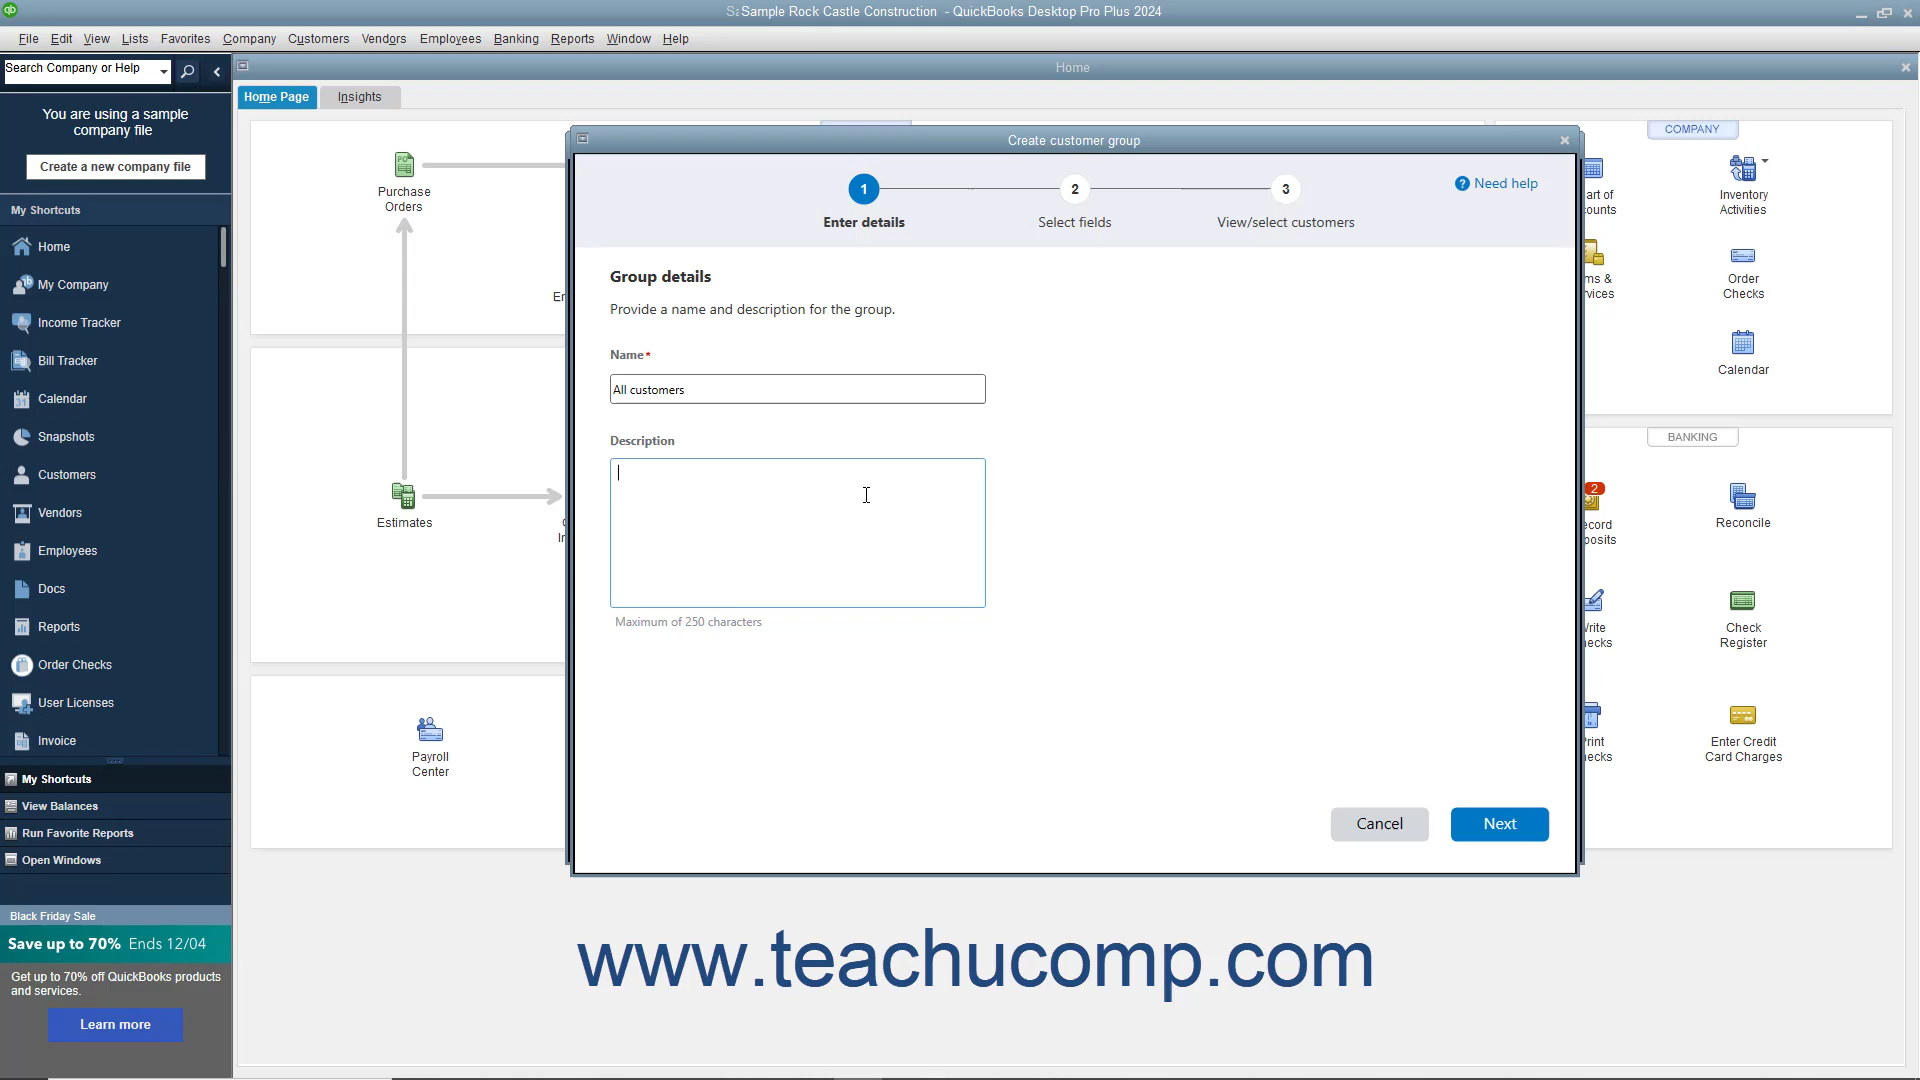 Sample Rock Castle Construction - QuickBooks Desktop Pro Plus 2024
File Edit View Lists Favorites Company Customers Vendors Employees Banking Reports Window Help
Search Company or Help
Home
Home Page
Insights
You are using a sample
company file
Create a new company file
My Shortcuts
Home
My Company
Income Tracker
Bill Tracker
Calendar
Snapshots
Customers
Vendors
Employees
Docs
Reports
Order Checks
User Licenses
Invoice
My Shortcuts
View Balances
Run Favorite Reports
Open Windows
Black Friday Sale
Save up to 70% Ends 12/04
Get up to 70% off QuickBooks products
and services.
Learn more
Purchase
Orders
Estimates
Payroll
Center
Create customer group
1
2
3
Enter details
Select fields
View/select customers
Need help
Group details
Provide a name and description for the group.
Name*
All customers
Description
Maximum of 250 characters
Cancel
Next
COMPANY
Inventory
Activities
Order
Checks
Calendar
BANKING
2
Reconcile
Check
Register
Enter Credit
Card Charges
www.teachucomp.com